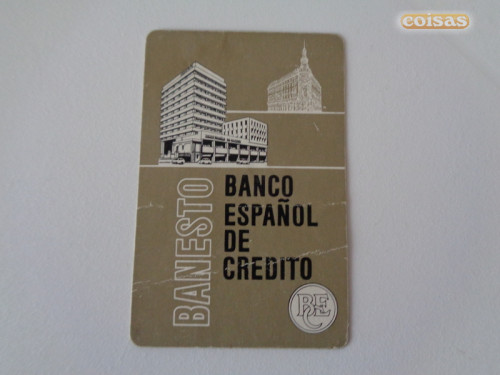 coisas
BANESTO
BANCO
ESPAÑOL
DE
CREDITO
BEC